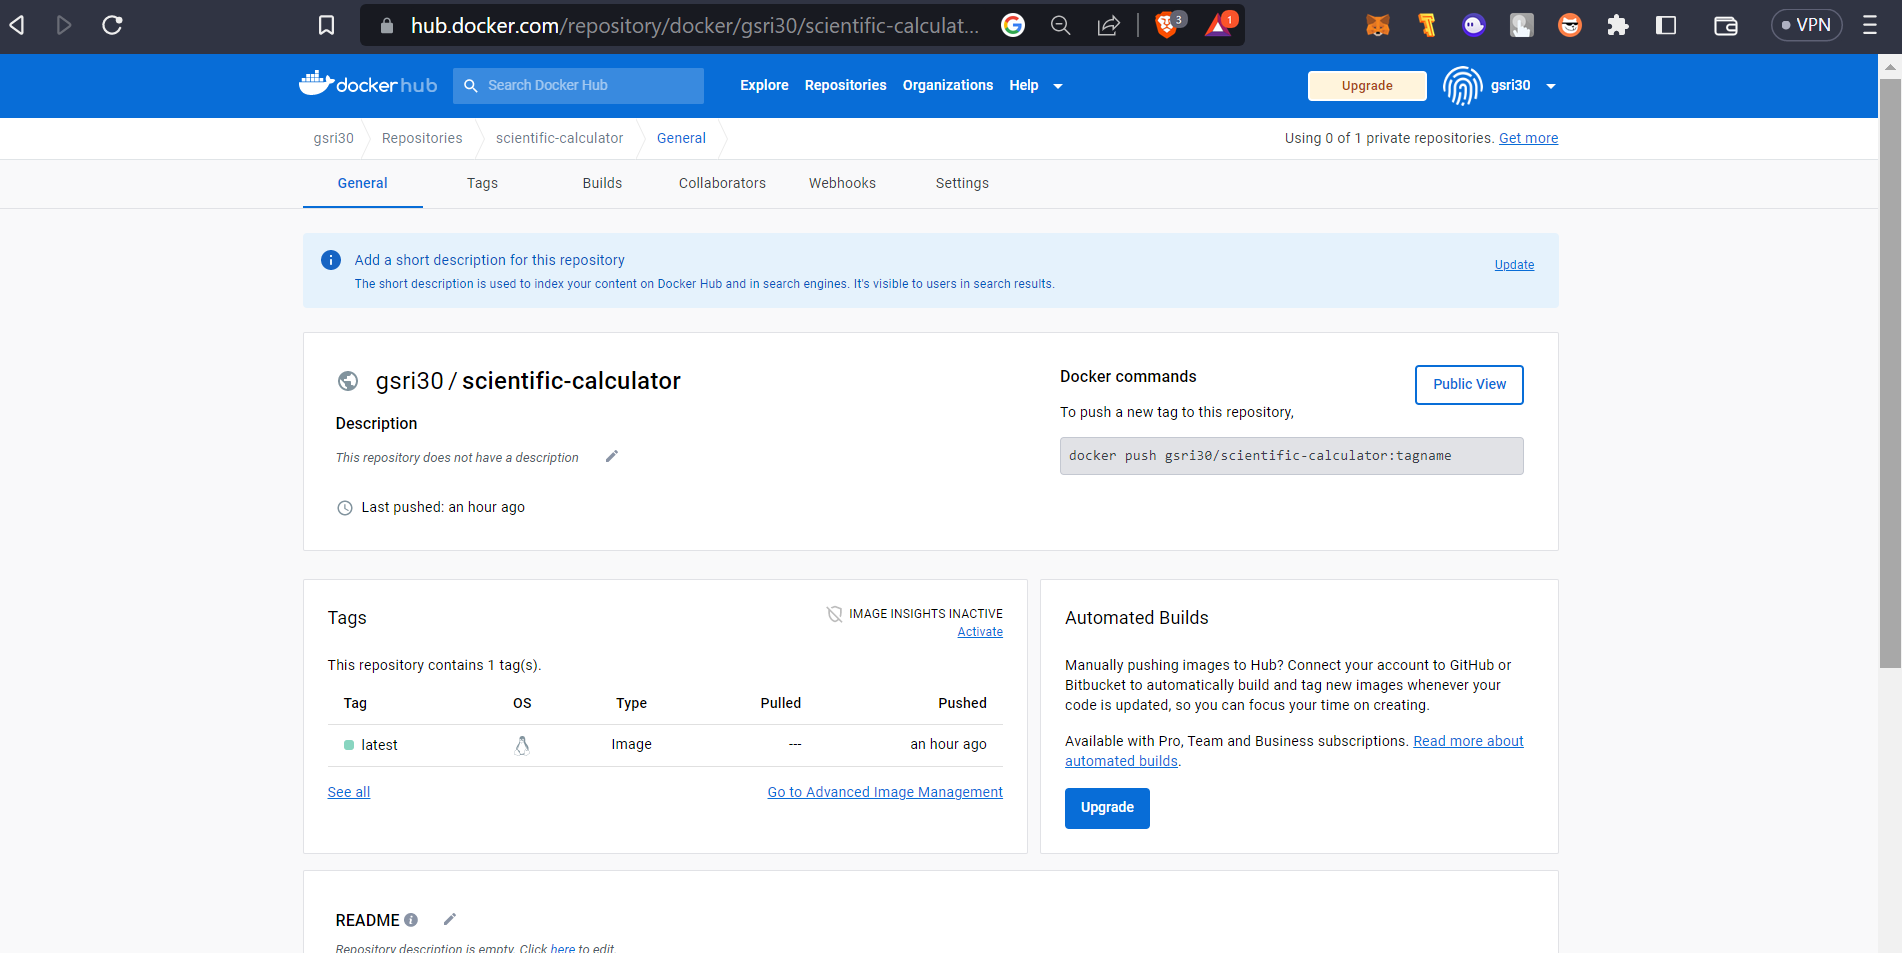 hub.docker.com/repository/docker/gsri30/scientific-calculat...
3
1
VPN
dockerhub
Search Docker Hub
Explore
Repositories
Organizations
Help
Upgrade
gsri30
gsri30
Repositories
scientific-calculator
General
Using 0 of 1 private repositories. Get more
General
Tags
Builds
Collaborators
Webhooks
Settings
Add a short description for this repository
Update
The short description is used to index your content on Docker Hub and in search engines. It's visible to users in search results.
gsri30 / scientific-calculator
Description
This repository does not have a description
Last pushed: an hour ago
Docker commands
Public View
To push a new tag to this repository,
docker push gsri30/scientific-calculator:tagname
Tags
IMAGE INSIGHTS INACTIVE
Activate
This repository contains 1 tag(s).
Tag OS Type Pulled Pushed
latest Image --- an hour ago
See all
Go to Advanced Image Management
Automated Builds
Manually pushing images to Hub? Connect your account to GitHub or
Bitbucket to automatically build and tag new images whenever your
code is updated, so you can focus your time on creating.
Available with Pro, Team and Business subscriptions. Read more about
automated builds.
Upgrade
README
Repository description is empty. Click here to edit.